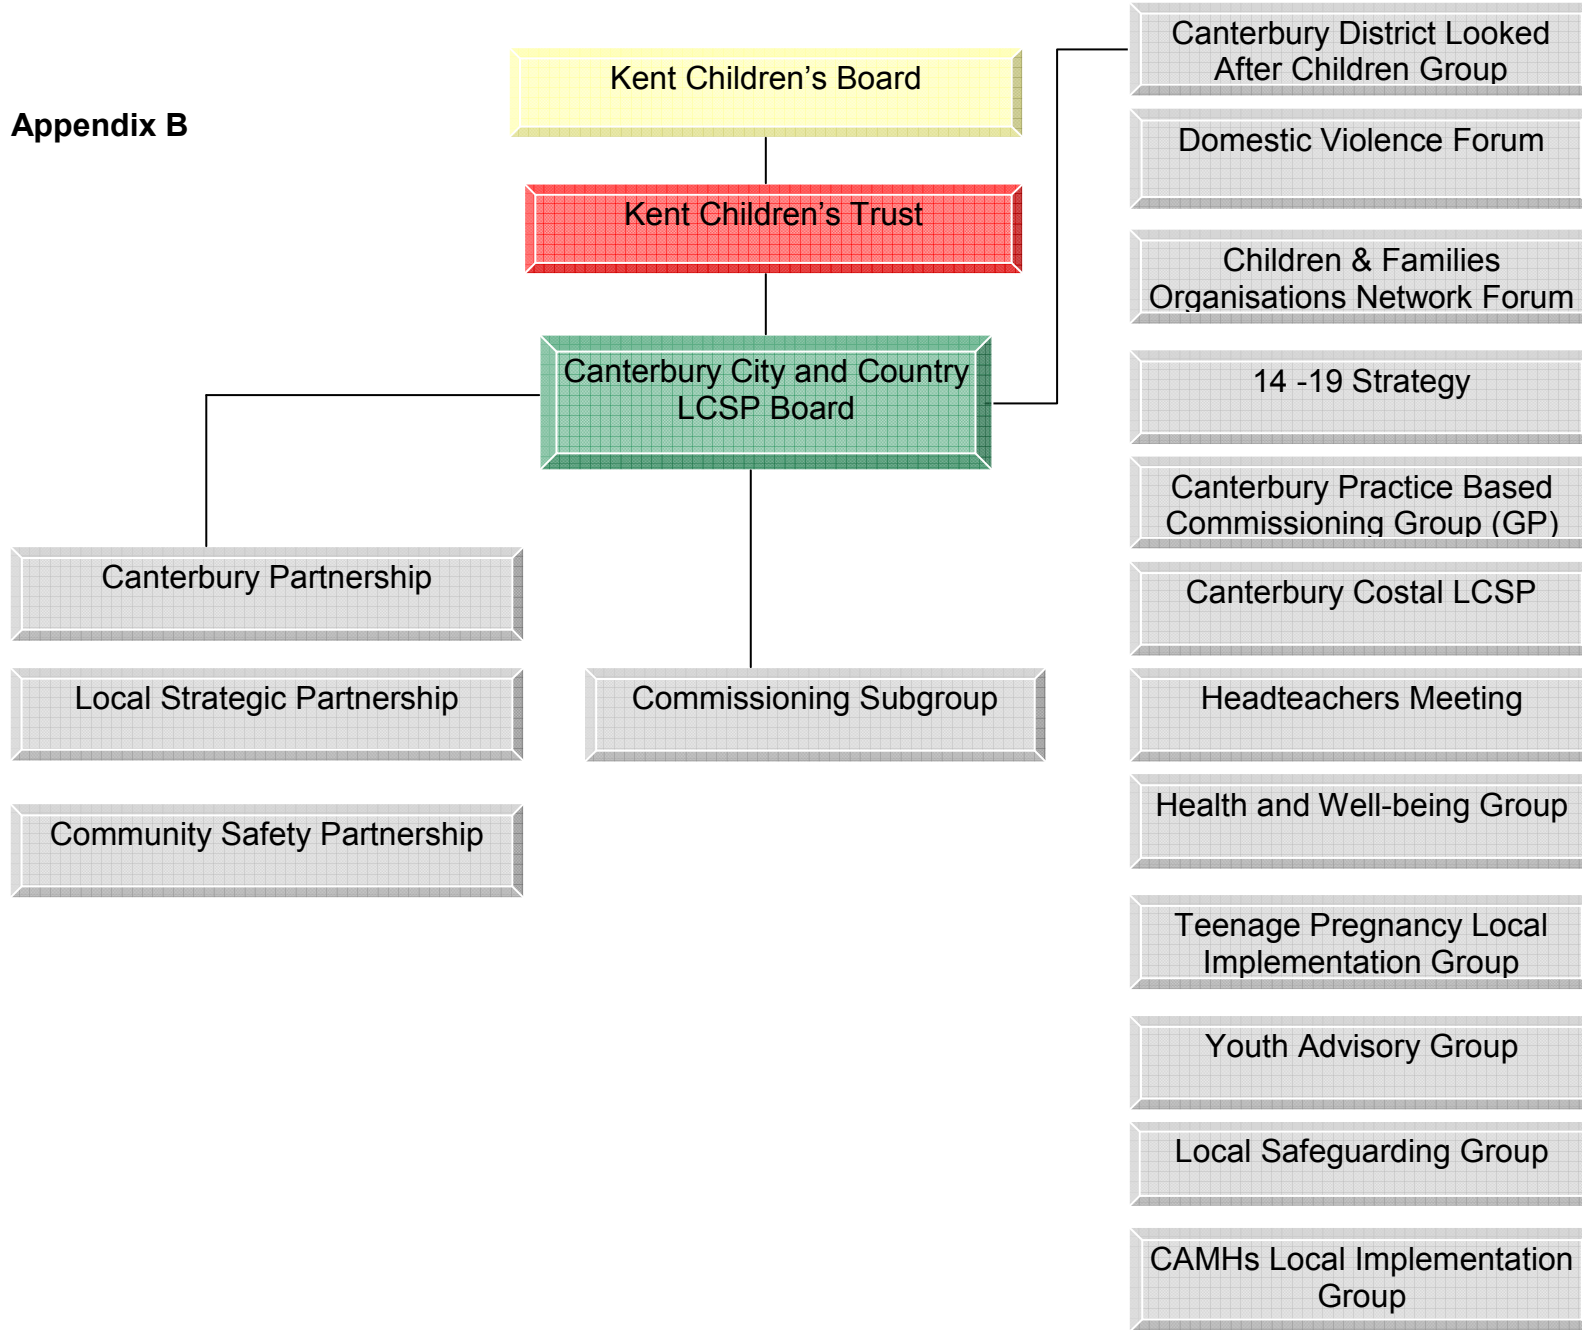 Appendix B
Kent Children’s Board
Kent Children’s Trust
Canterbury City and Country
LCSP Board
Canterbury Partnership
Local Strategic Partnership
Community Safety Partnership
Commissioning Subgroup
Canterbury District Looked
After Children Group
Domestic Violence Forum
Children & Families
Organisations Network Forum
14 -19 Strategy
Canterbury Practice Based
Commissioning Group (GP)
Canterbury Costal LCSP
Headteachers Meeting
Health and Well-being Group
Teenage Pregnancy Local
Implementation Group
Youth Advisory Group
Local Safeguarding Group
CAMHs Local Implementation
Group